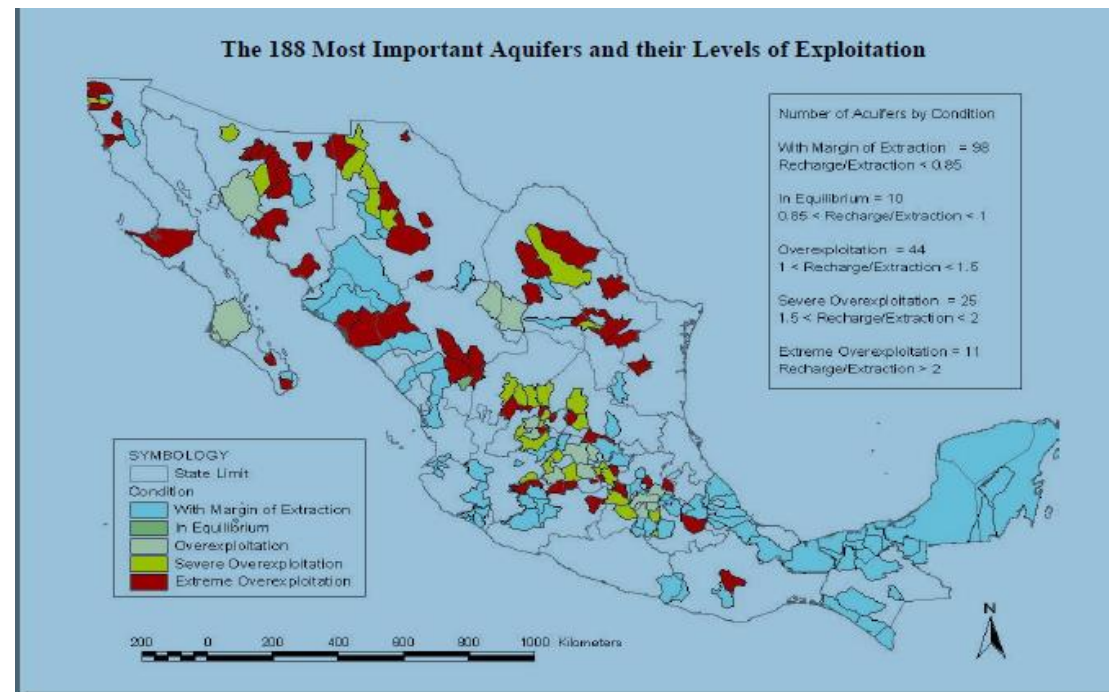 The 188 Most Important Aquifers and their Levels of Exploitation
Number of Acuifers by Condition
With Margin of Extraction = 98
Recharge/Extraction < 0.85
In Equilibrium = 10
0.85 < Recharge/Extraction < 1
Overexploitation = 44
1 < Recharge/Extraction < 1.5
Severe Overexploitation = 25
1.5 < Recharge/Extraction < 2
Extreme Overexploitation = 11
Recharge/Extraction > 2
SYMBOLOGY
State Limit
Condition
With Margin of Extraction
In Equilibrium
Overexploitation
Severe Overexploitation
Extreme Overexploitation
200 0 200 400 600 800 1000 Kilometers
N